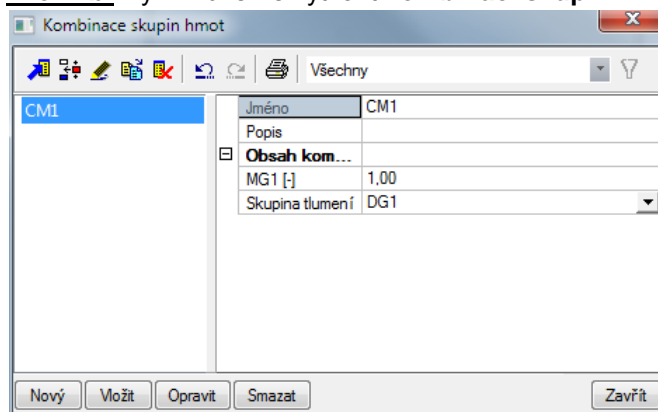 Kombinace skupin hmot
Všechny
CM1
Jméno CM1
Popis
Obsah kom...
MG1 [-] 1,00
Skupina tlumení DG1
Nový Vložit Opravit Smazat Zavřít